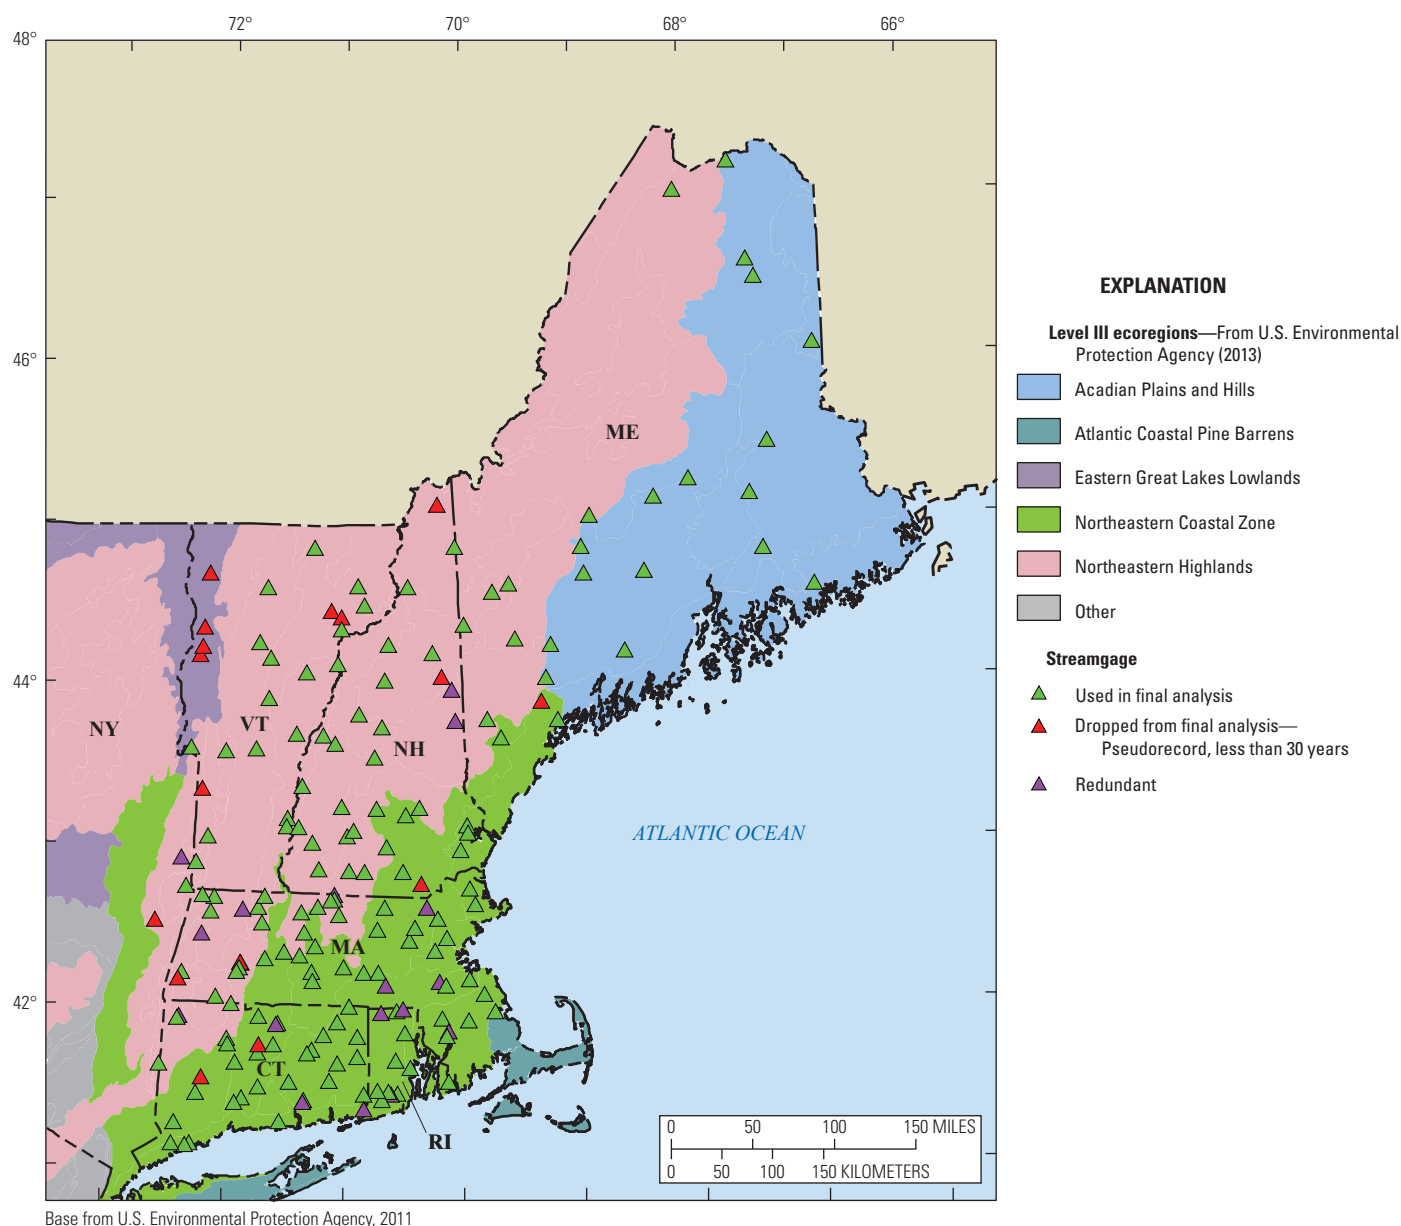 72°
70°
68°
66°
48°
46°
44°
42°
ME
NY
VT
NH
MA
CT
RI
ATLANTIC OCEAN
0 50 100 150 MILES
0 50 100 150 KILOMETERS
Base from U.S. Environmental Protection Agency, 2011
EXPLANATION
Level III ecoregions—From U.S. Environmental
Protection Agency (2013)
Acadian Plains and Hills
Atlantic Coastal Pine Barrens
Eastern Great Lakes Lowlands
Northeastern Coastal Zone
Northeastern Highlands
Other
Streamgage
Used in final analysis
Dropped from final analysis—
Pseudorecord, less than 30 years
Redundant